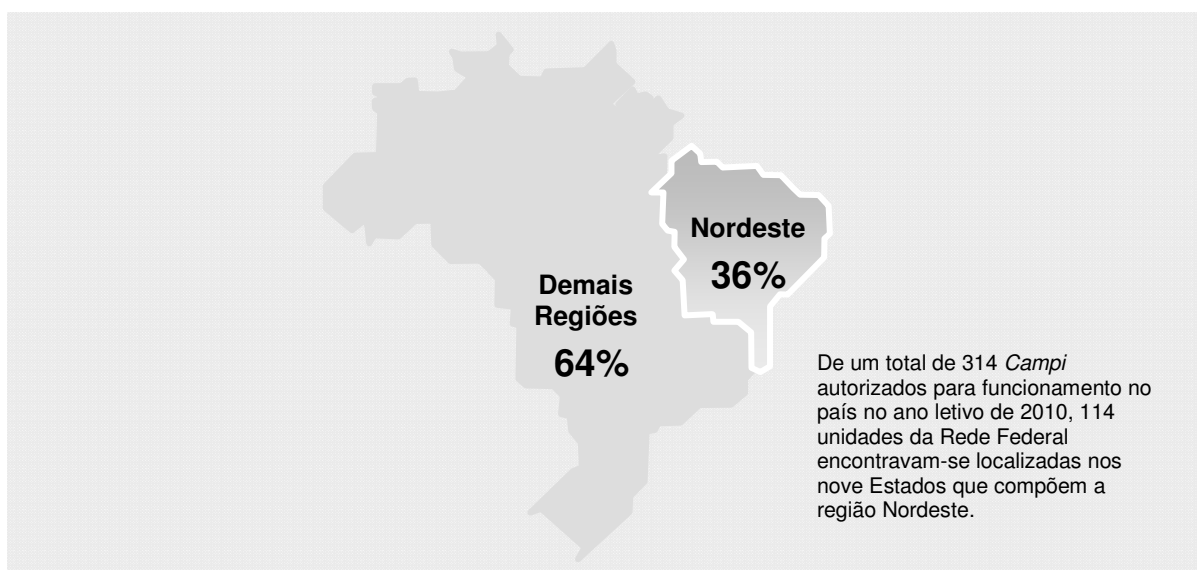 Nordeste
36%
Demais
Regiões
64%
De um total de 314 Campi
autorizados para funcionamento no
país no ano letivo de 2010, 114
unidades da Rede Federal
encontravam-se localizadas nos
nove Estados que compõem a
região Nordeste.